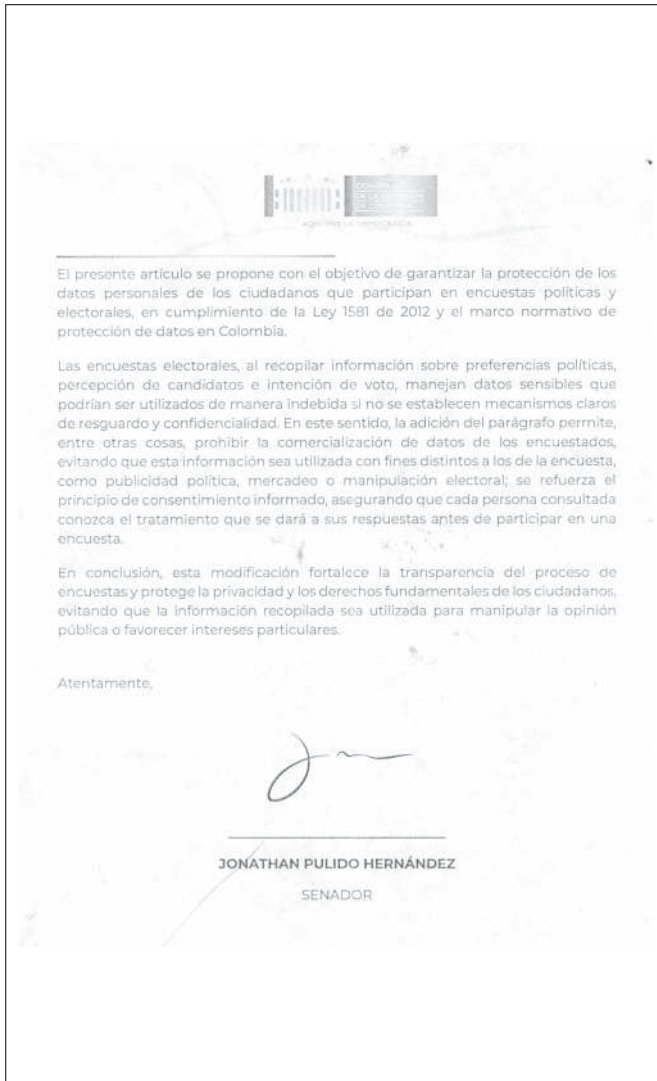 AQUÍ VIVE LA DEMOCRACIA
El presente artículo se propone con el objetivo de garantizar la protección de los
datos personales de los ciudadanos que participan en encuestas políticas y
electorales, en cumplimiento de la Ley 1581 de 2012 y el marco normativo de
protección de datos en Colombia.
Las encuestas electorales, al recopilar información sobre preferencias políticas,
percepción de candidatos e intención de voto, manejan datos sensibles que
podrían ser utilizados de manera indebida si no se establecen mecanismos claros
de resguardo y confidencialidad. En este sentido, la adición del parágrafo permite,
entre otras cosas, prohibir la comercialización de datos de los encuestados,
evitando que esta información sea utilizada con fines distintos a los de la encuesta,
como publicidad política, mercadeo o manipulación electoral; se refuerza el
principio de consentimiento informado, asegurando que cada persona consultada
conozca el tratamiento que se dará a sus respuestas antes de participar en una
encuesta.
En conclusión, esta modificación fortalece la transparencia del proceso de
encuestas y protege la privacidad y los derechos fundamentales de los ciudadanos,
evitando que la información recopilada sea utilizada para manipular la opinión
pública o favorecer intereses particulares.
Atentamente,
JONATHAN PULIDO HERNÁNDEZ
SENADOR